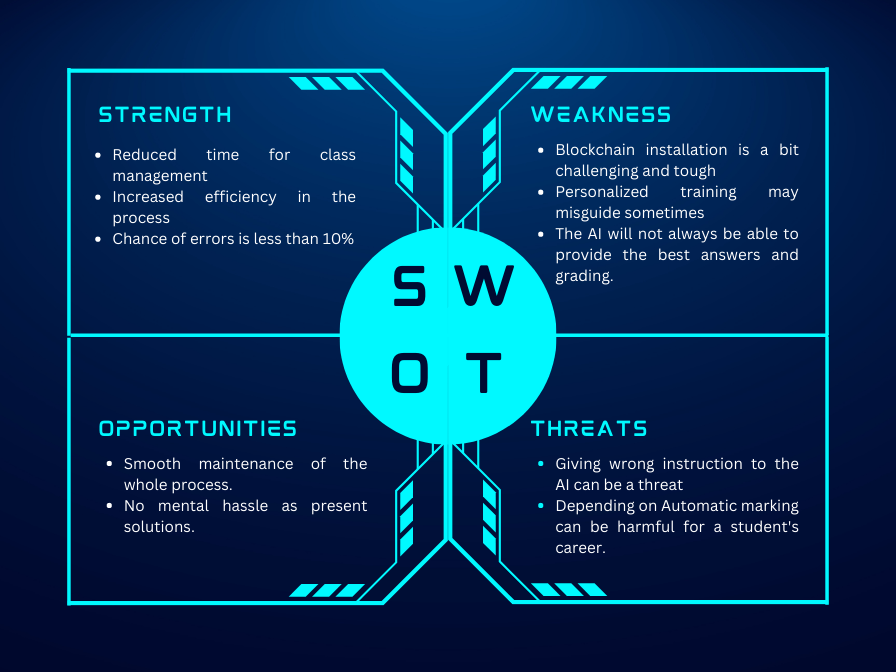 STRENGTH
Reduced time for class
management
Increased efficiency in the
process
Chance of errors is less than 10%
WEAKNESS
Blockchain installation is a bit
challenging and tough
Personalized training may
misguide sometimes
The AI will not always be able to
provide the best answers and
grading.
S W
O T
OPPORTUNITIES
Smooth maintenance of the
whole process.
No mental hassle as present
solutions.
THREATS
Giving wrong instruction to the
AI can be a threat
Depending on Automatic marking
can be harmful for a student's
career.